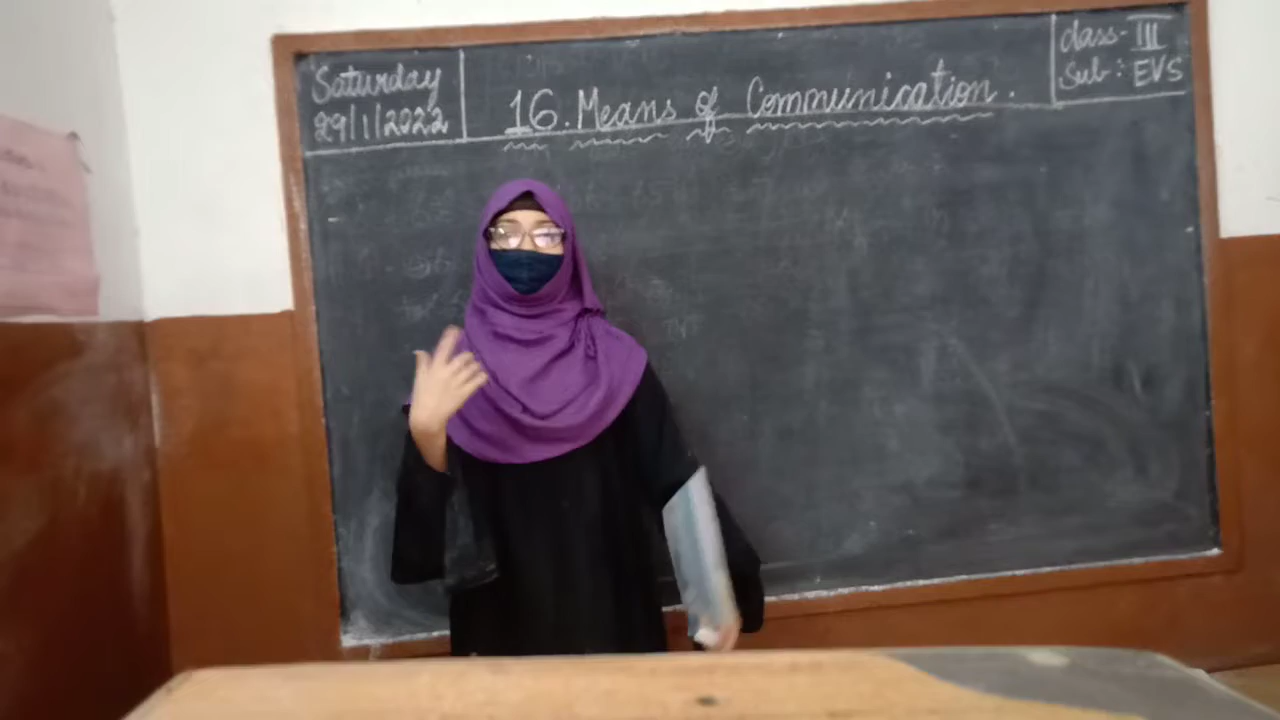 Saturday
29/1/2022
16. Means of Communication.
class- III
Sub: EVS